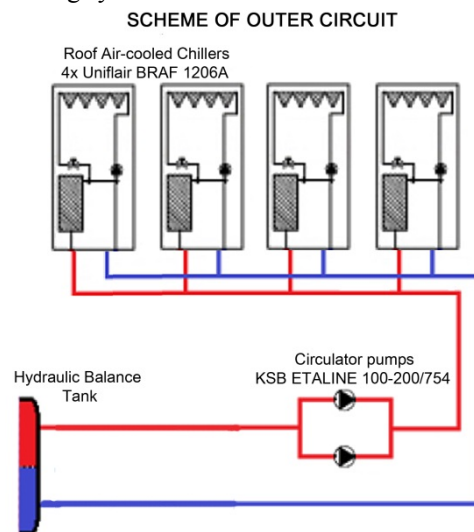 SCHEME OF OUTER CIRCUIT
Roof Air-cooled Chillers
4x Uniflair BRAF 1206A
Circulator pumps
KSB ETALINE 100-200/754
Hydraulic Balance
Tank